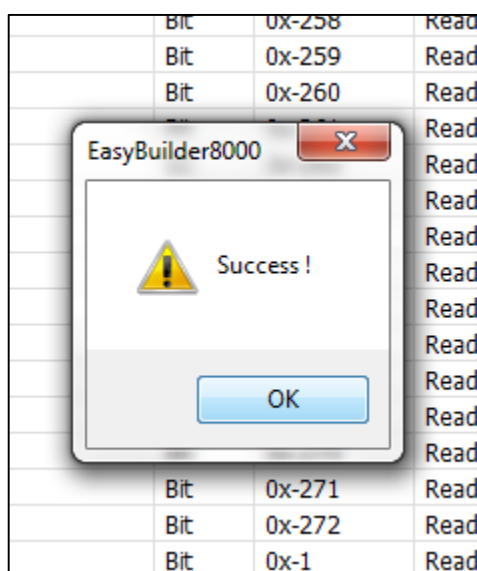 Bit 0x-258 Read
Bit 0x-259 Read
Bit 0x-260 Read
Read
EasyBuilder8000
Read
Read
Read
Success !
Read
Read
Read
Read
OK
Read
Read
Bit 0x-271 Read
Bit 0x-272 Read
Bit 0x-1 Read